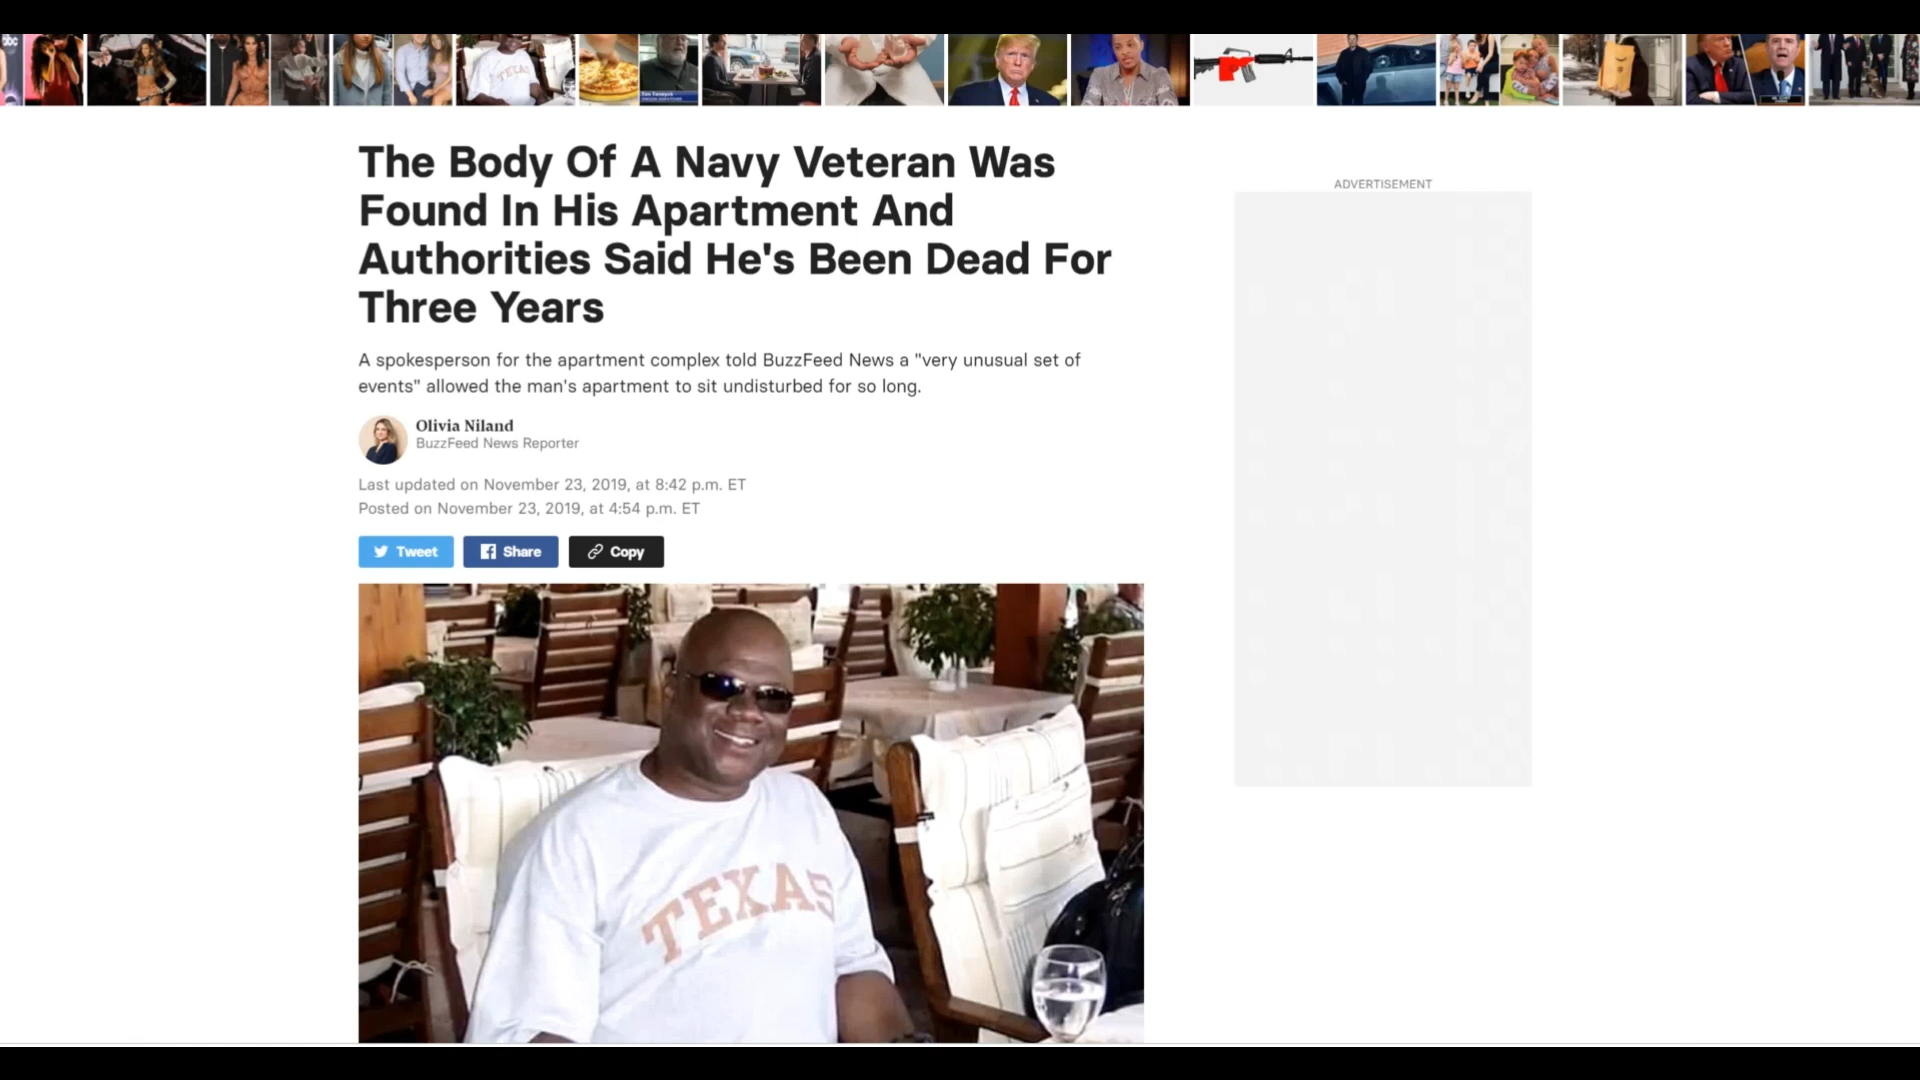 abc
TEXAS
The Body Of A Navy Veteran Was
Found In His Apartment And
Authorities Said He's Been Dead For
Three Years
ADVERTISEMENT
A spokesperson for the apartment complex told BuzzFeed News a "very unusual set of
events" allowed the man's apartment to sit undisturbed for so long.
Olivia Niland
BuzzFeed News Reporter
Last updated on November 23, 2019, at 8:42 p.m. ET
Posted on November 23, 2019, at 4:54 p.m. ET
Tweet
Share
Copy
TEXAS